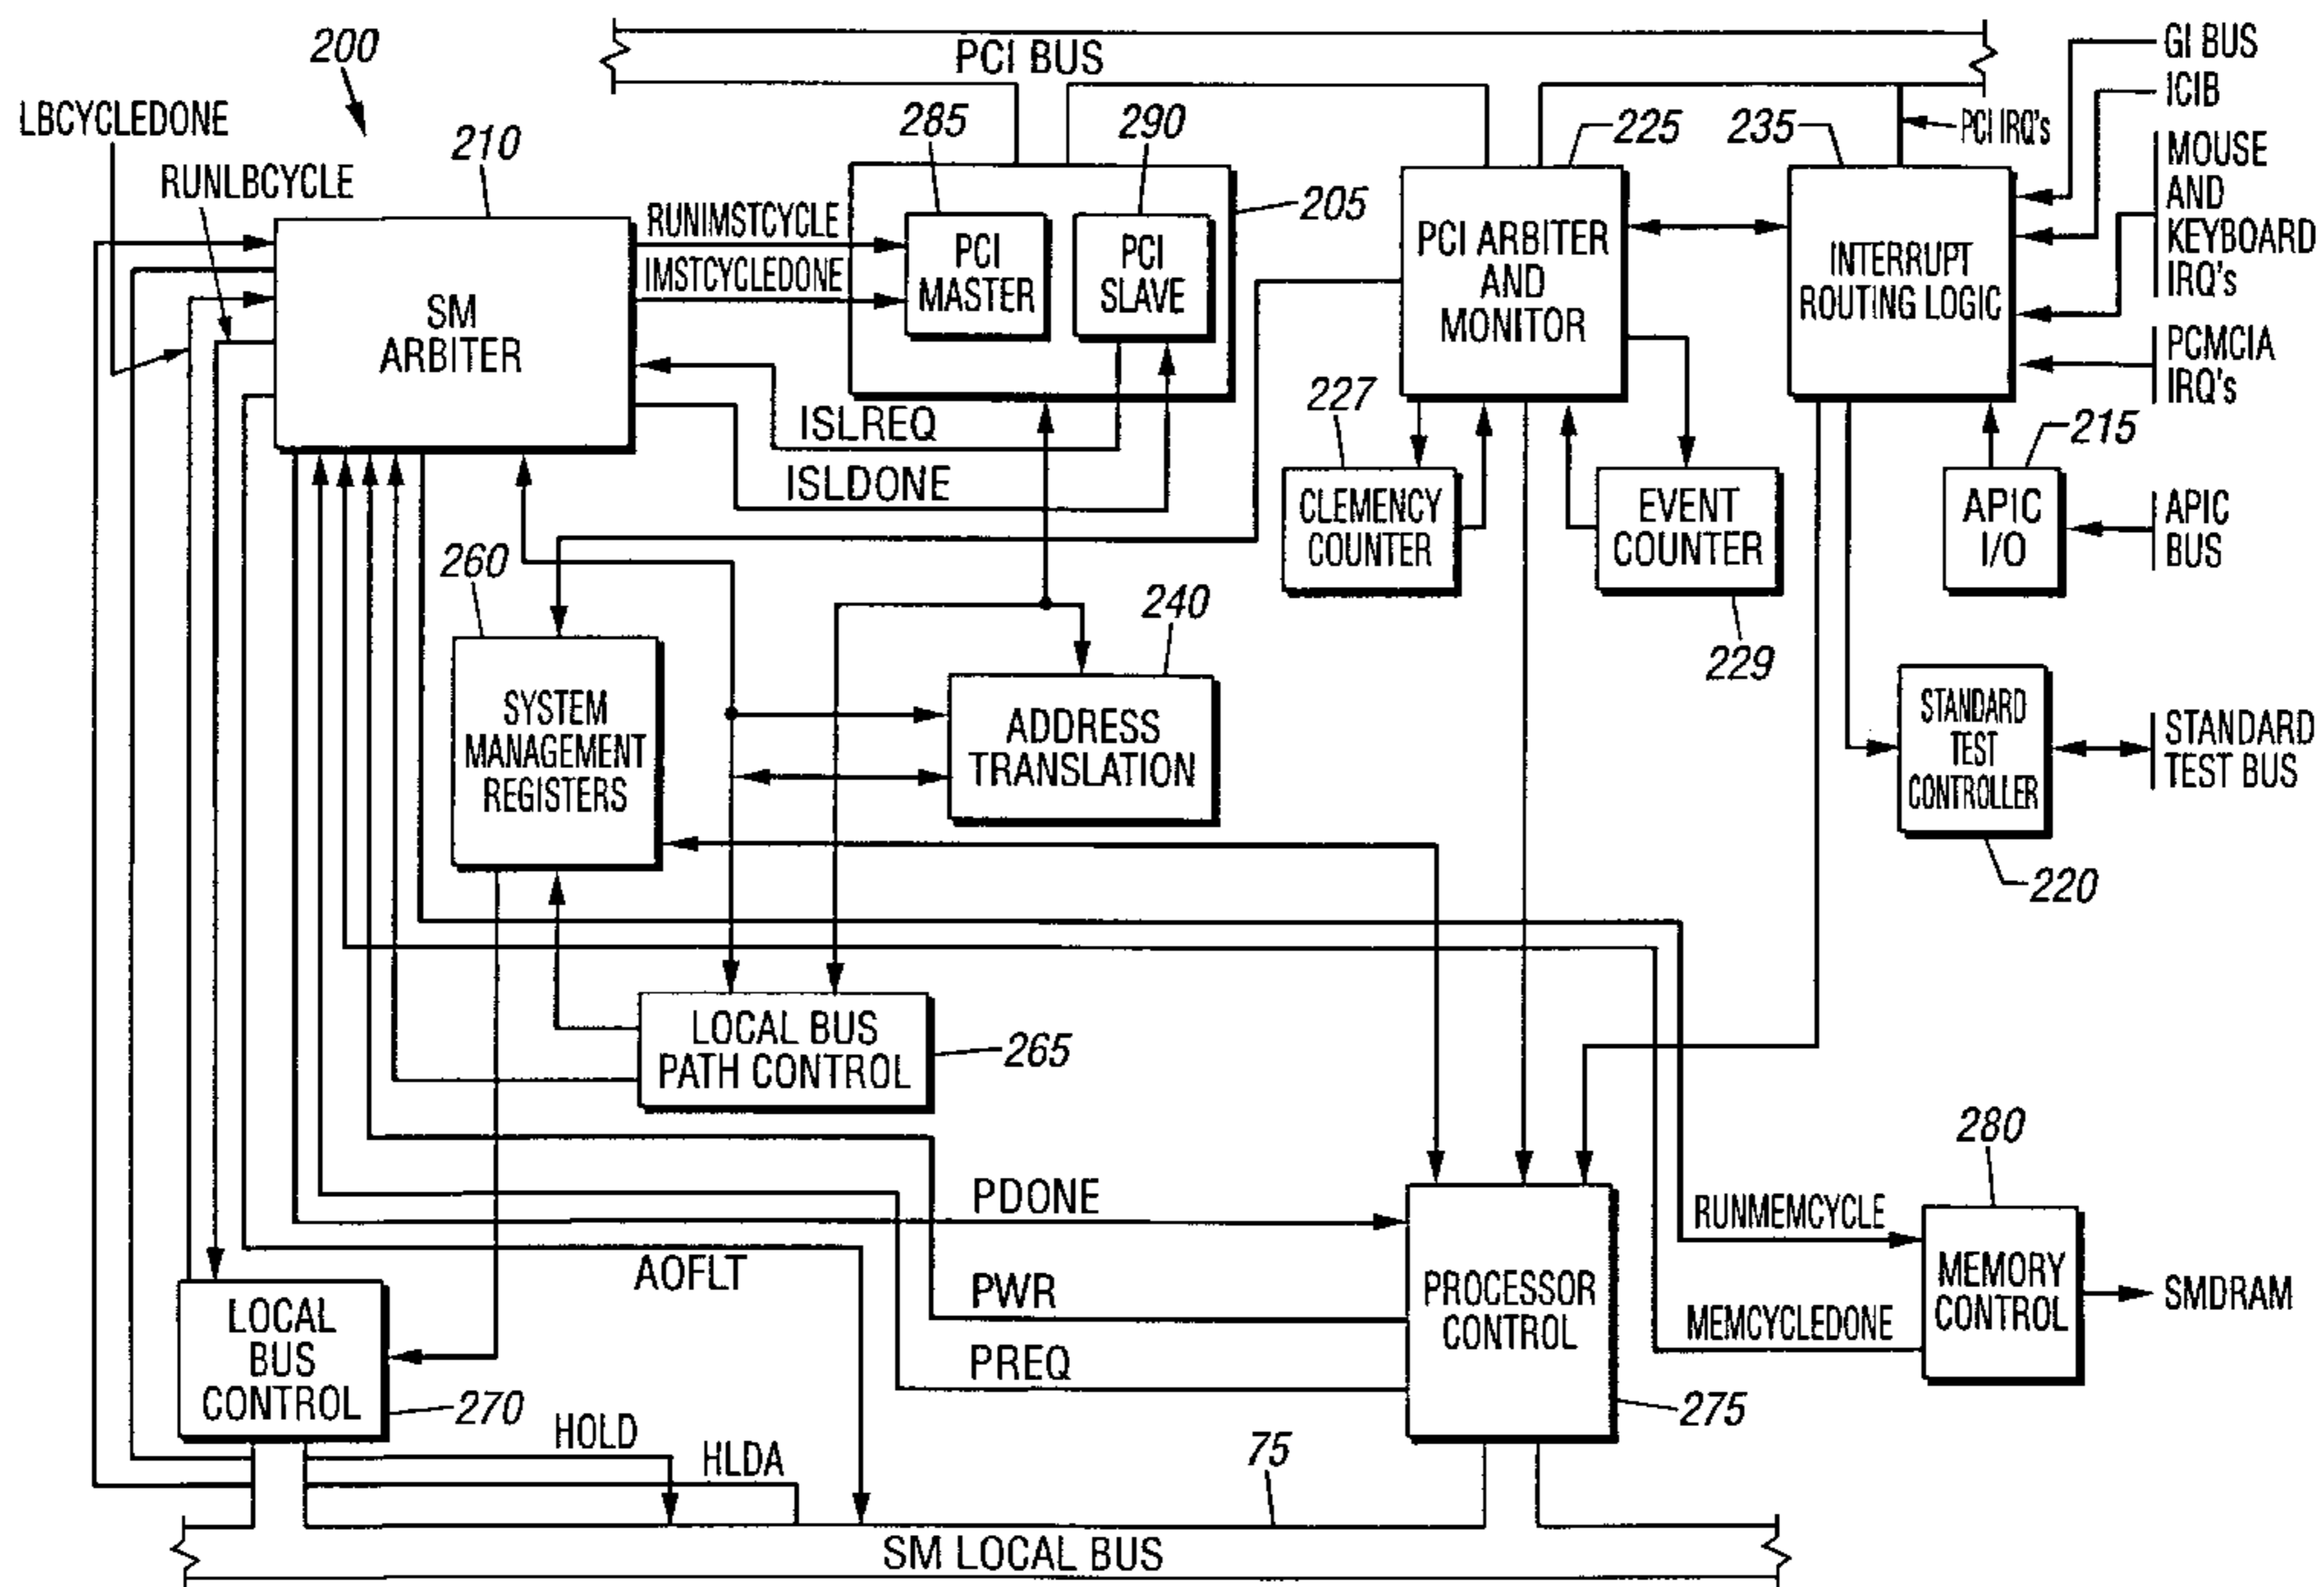 200
PCI BUS
GI BUS
ICIB
LBCYCLEDONE
210
285
290
225
235
PCI IRQ's
MOUSE
AND
KEYBOARD
IRQ's
RUNLBCYCLE
RUNIMSTCYCLE
IMSTCYCLEDONE
205
SM
ARBITER
PCI
MASTER
PCI
SLAVE
PCI ARBITER
AND
MONITOR
INTERRUPT
ROUTING LOGIC
PCMCIA
IRQ's
ISLREQ
ISLDONE
227
215
CLEMENCY
COUNTER
EVENT
COUNTER
APIC
I/O
APIC
BUS
260
240
229
SYSTEM
MANAGEMENT
REGISTERS
ADDRESS
TRANSLATION
STANDARD
TEST
CONTROLLER
STANDARD
TEST BUS
220
LOCAL BUS
PATH CONTROL
265
280
PDONE
RUNMEMCYCLE
AOFLT
PWR
PREQ
PROCESSOR
CONTROL
MEMORY
CONTROL
SMDRAM
MEMCYCLEDONE
LOCAL
BUS
CONTROL
270
275
HOLD
HLDA
75
SM LOCAL BUS